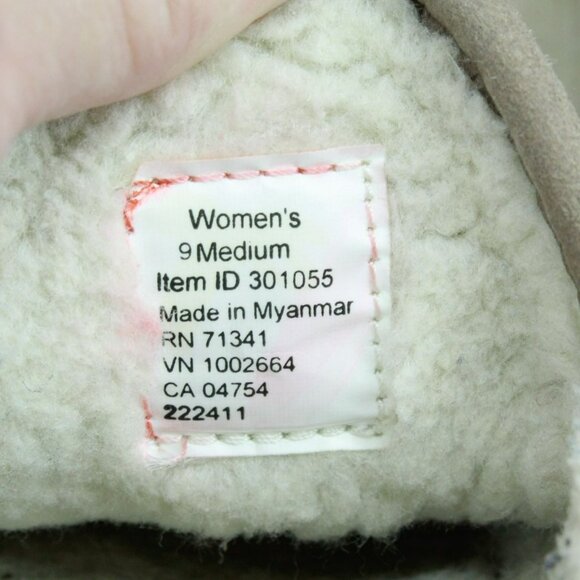 Women's
9 Medium
Item ID 301055
Made in Myanmar
RN 71341
VN 1002664
CA 04754
222411